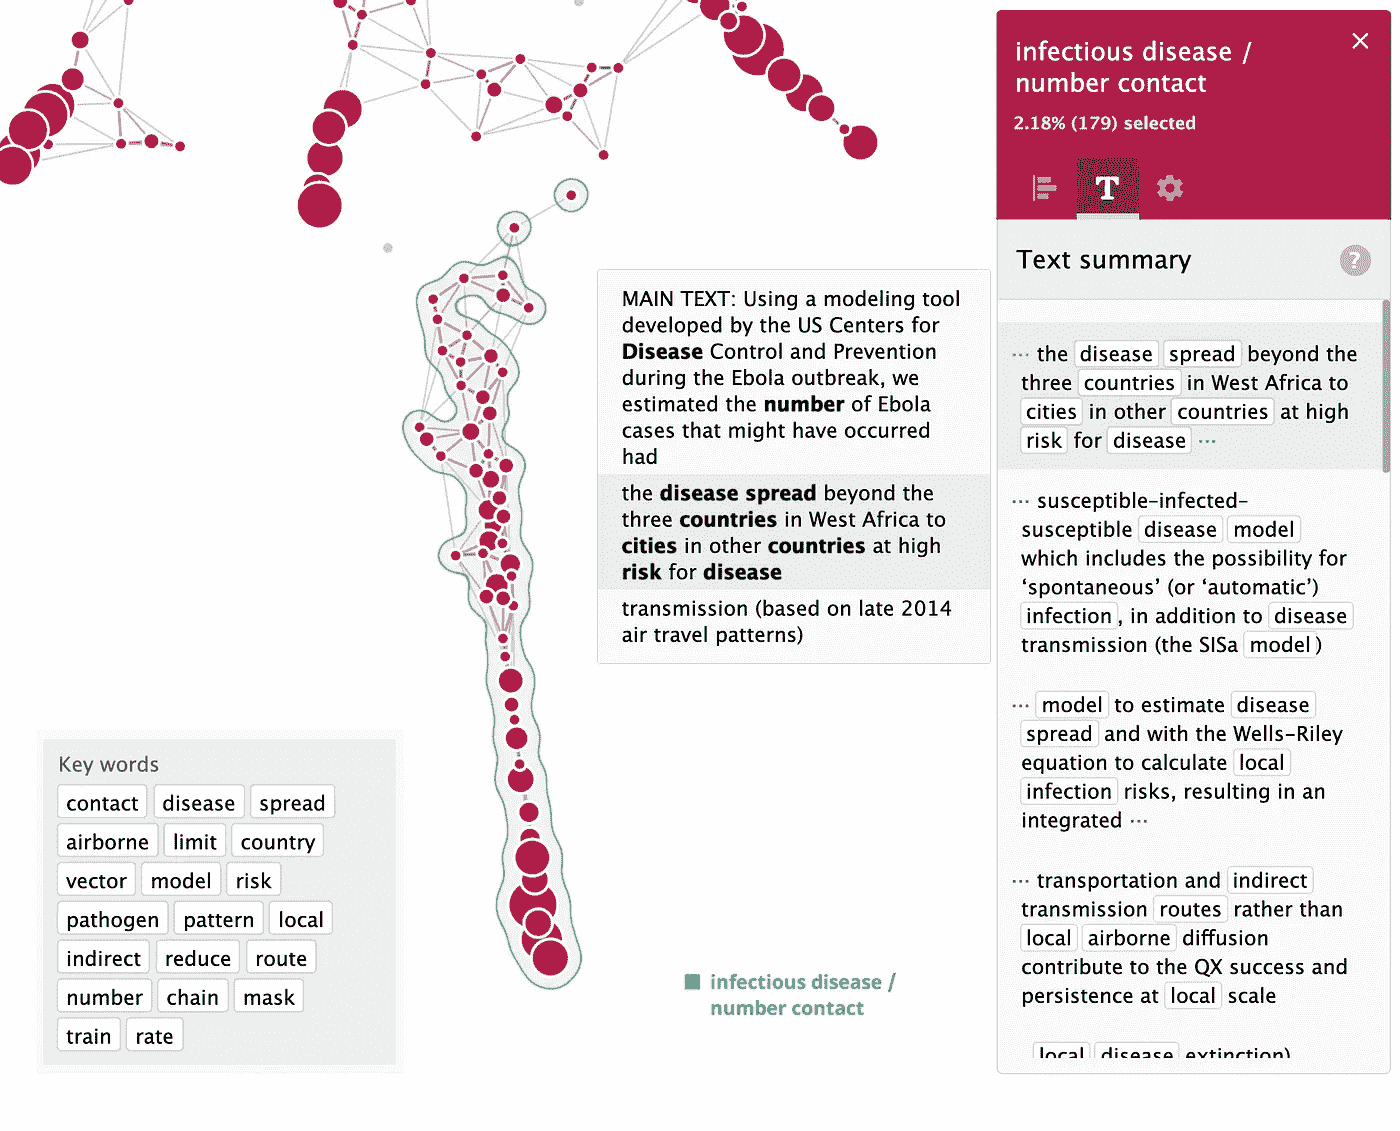 infectious disease /
number contact
2.18% (179) selected
T
Text summary
?
··· the disease spread beyond the
three countries in West Africa to
cities in other countries at high
risk for disease ···
··· susceptible-infected-
susceptible disease model
which includes the possibility for
‘spontaneous’ (or ‘automatic’)
infection, in addition to disease
transmission (the SISa model)
··· model to estimate disease
spread and with the Wells-Riley
equation to calculate local
infection risks, resulting in an
integrated ···
··· transportation and indirect
transmission routes rather than
local airborne diffusion
contribute to the QX success and
persistence at local scale
local disease extinction)
MAIN TEXT: Using a modeling tool
developed by the US Centers for
Disease Control and Prevention
during the Ebola outbreak, we
estimated the number of Ebola
cases that might have occurred
had
the disease spread beyond the
three countries in West Africa to
cities in other countries at high
risk for disease
transmission (based on late 2014
air travel patterns)
Key words
contact disease spread
airborne limit country
vector model risk
pathogen pattern local
indirect reduce route
number chain mask
train rate
infectious disease /
number contact